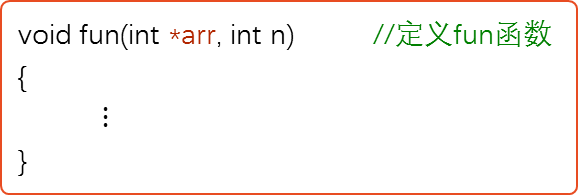 void fun(int *arr, int n) //定义fun函数
{
⋮
}